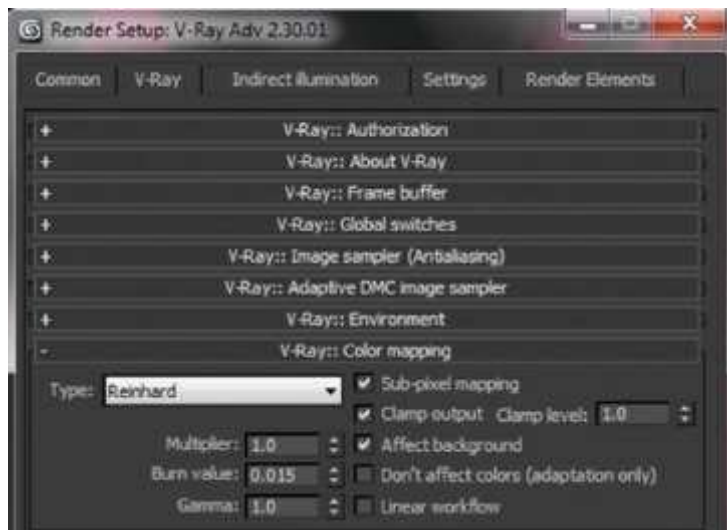 Render Setup: V-Ray Adv 2.30.01
Common V-Ray Indirect illumination Settings Render Elements
+ V-Ray:: Authorization
+ V-Ray:: About V-Ray
+ V-Ray:: Frame buffer
+ V-Ray:: Global switches
+ V-Ray:: Image sampler (Antialiasing)
+ V-Ray:: Adaptive DMC image sampler
+ V-Ray:: Environment
- V-Ray:: Color mapping
Type: Reinhard Sub-pixel mapping
Clamp output Clamp level: 1.0
Multiplier: 1.0 Affect background
Burn value: 0.015 Don't affect colors (adaptation only)
Gamma: 1.0 Linear workflow